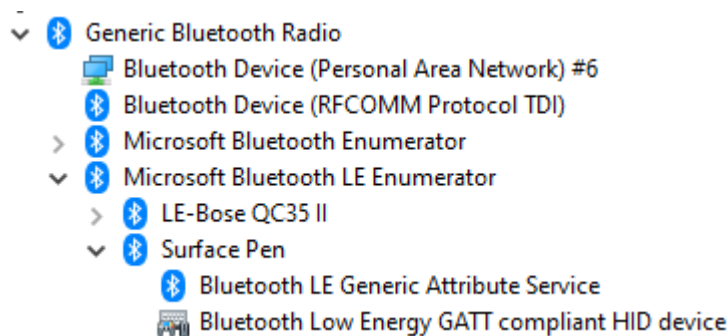 Generic Bluetooth Radio
Bluetooth Device (Personal Area Network) #6
Bluetooth Device (RFCOMM Protocol TDI)
Microsoft Bluetooth Enumerator
Microsoft Bluetooth LE Enumerator
LE-Bose QC35 II
Surface Pen
Bluetooth LE Generic Attribute Service
Bluetooth Low Energy GATT compliant HID device